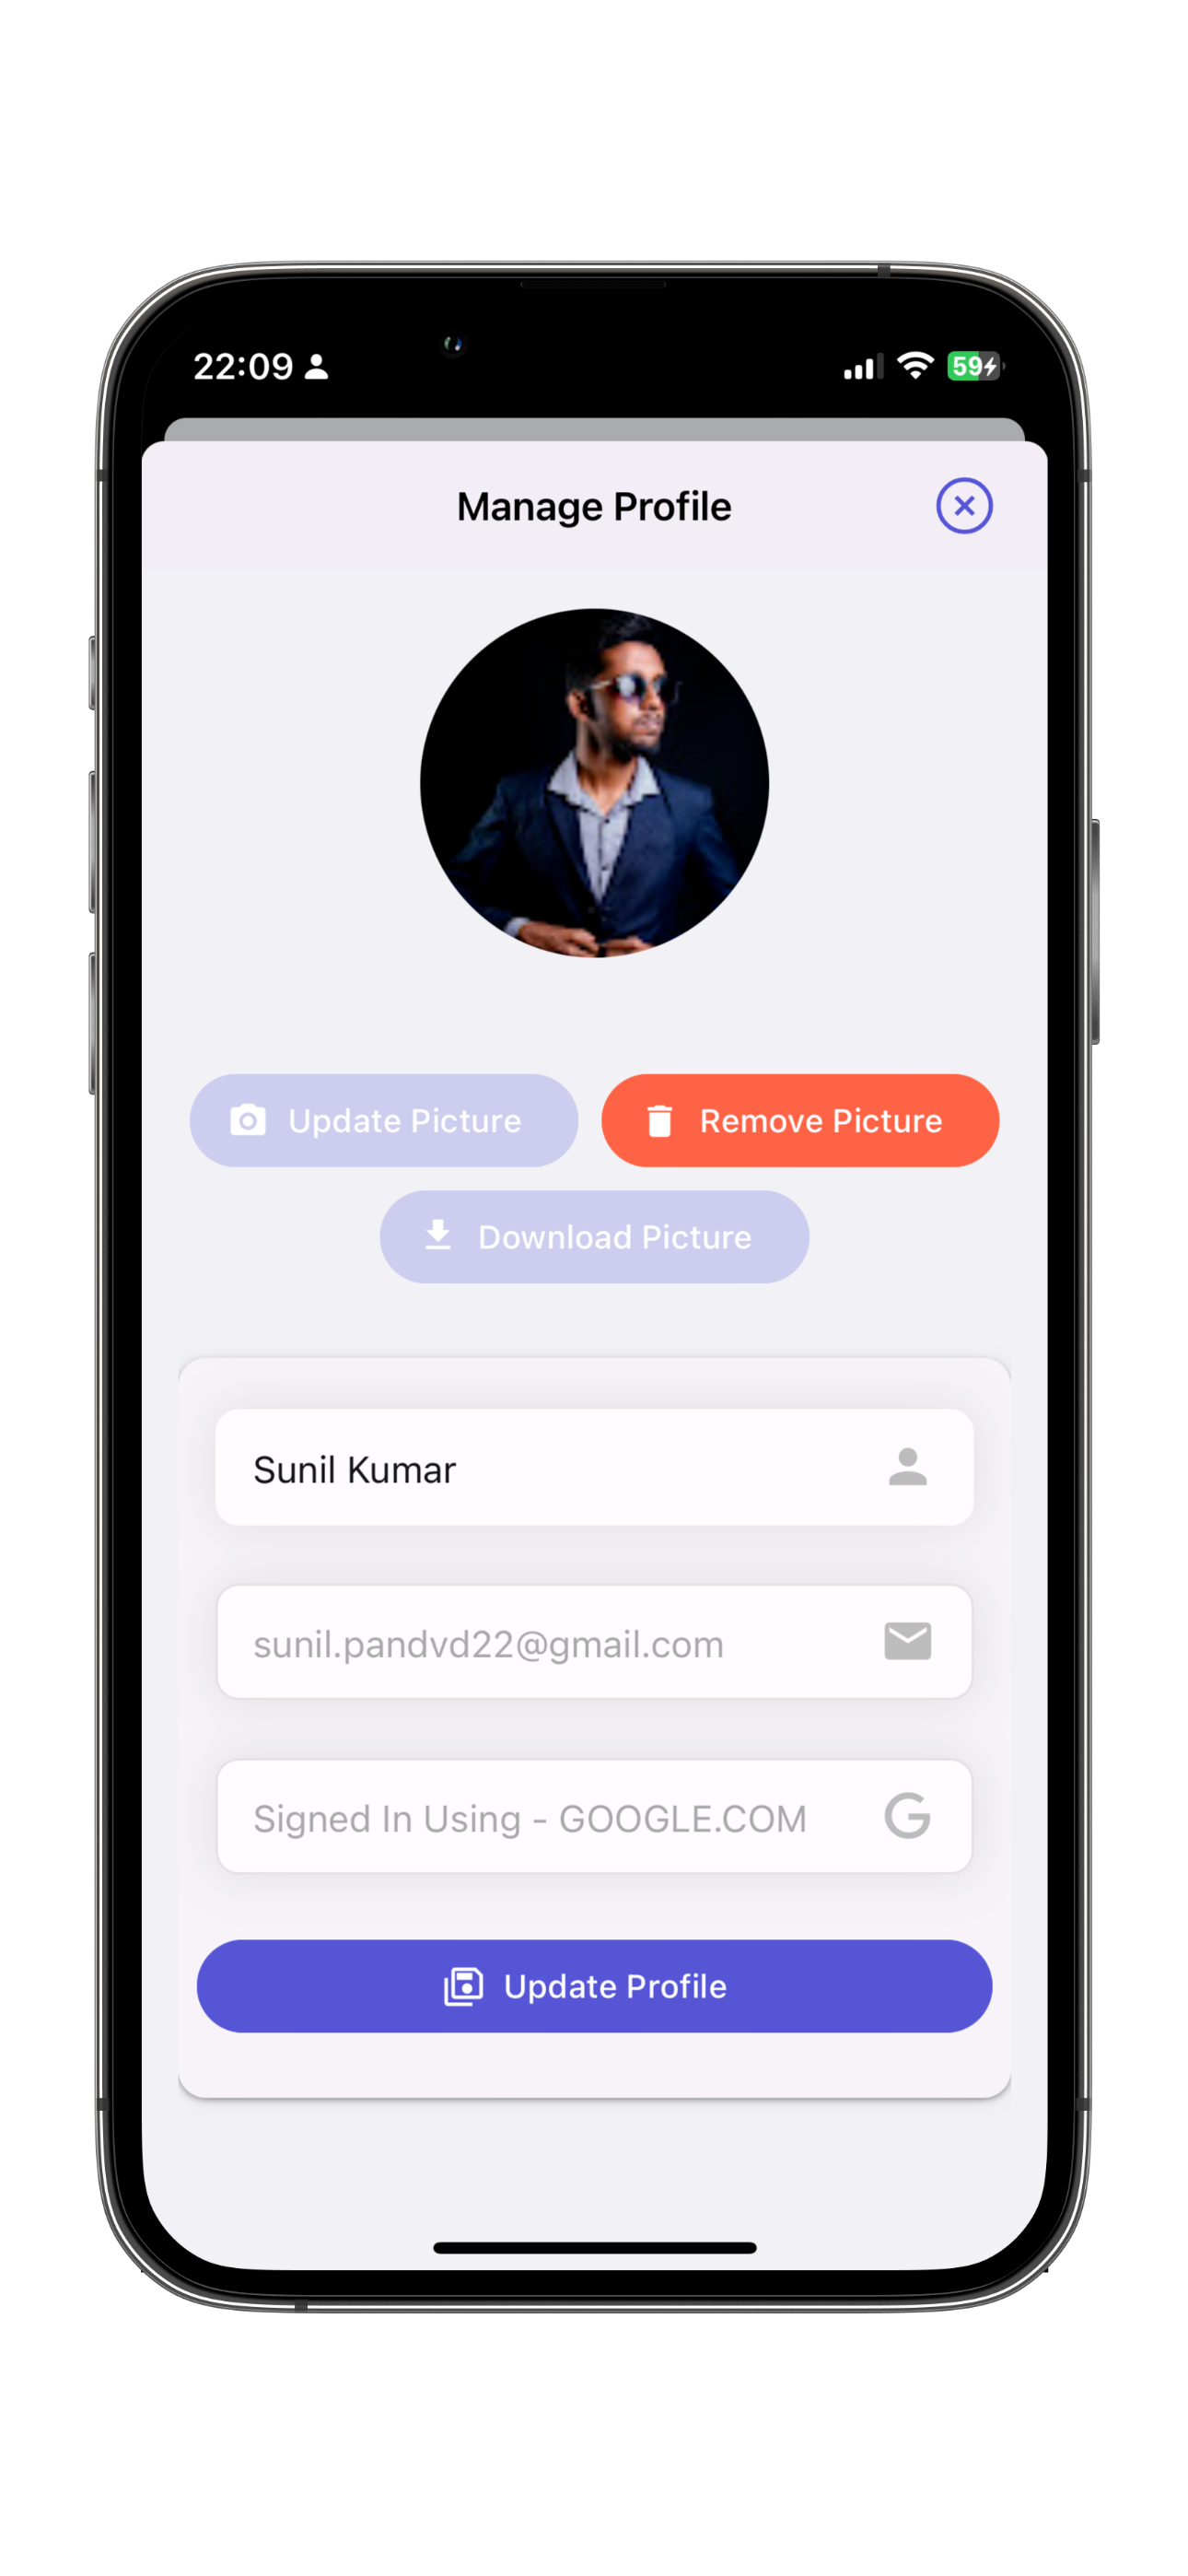 22:09
59
Manage Profile
Update Picture
Remove Picture
Download Picture
Sunil Kumar
sunil.pandvd22@gmail.com
Signed In Using - GOOGLE.COM
Update Profile